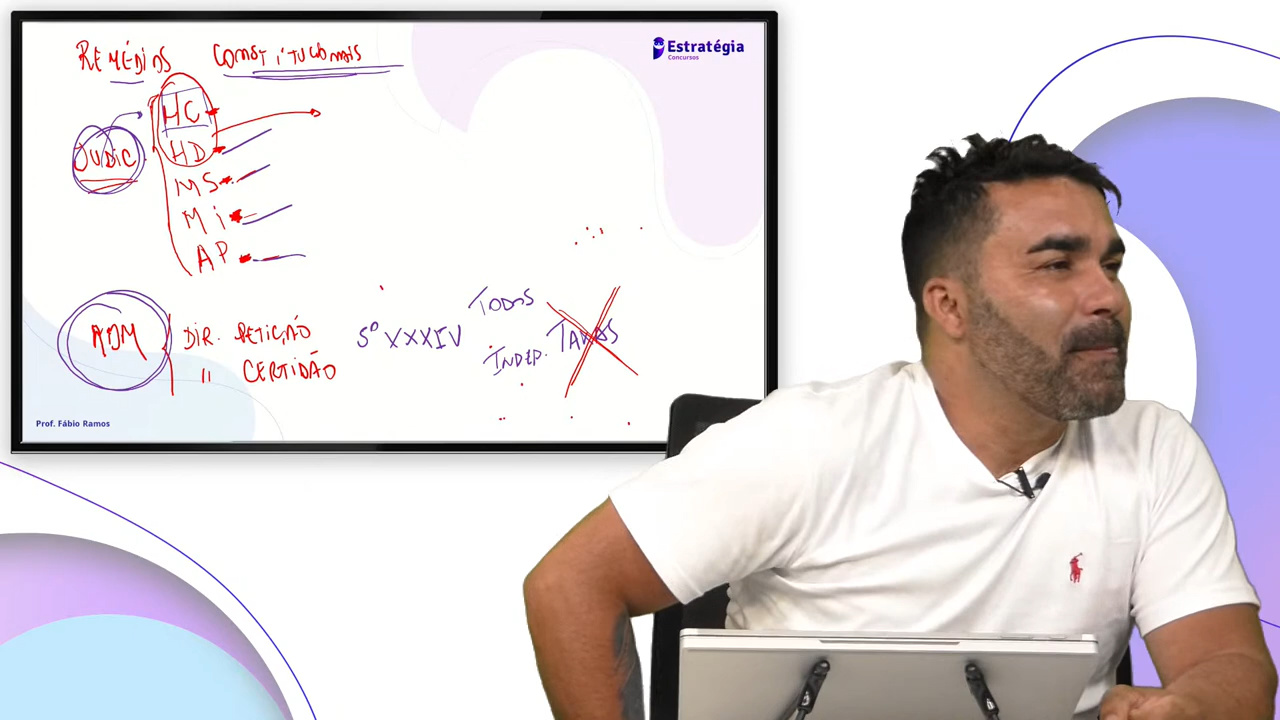 REMÉDIOS CONSTITUCIONAIS
Estratégia
Concursos
JUDIC
HC
HD
MS
Mi
AP
ADM
DIR. PETIÇÃO
" CERTIDÃO
5º XXXIV
TODOS
INDEP. TAXAS
Prof. Fábio Ramos